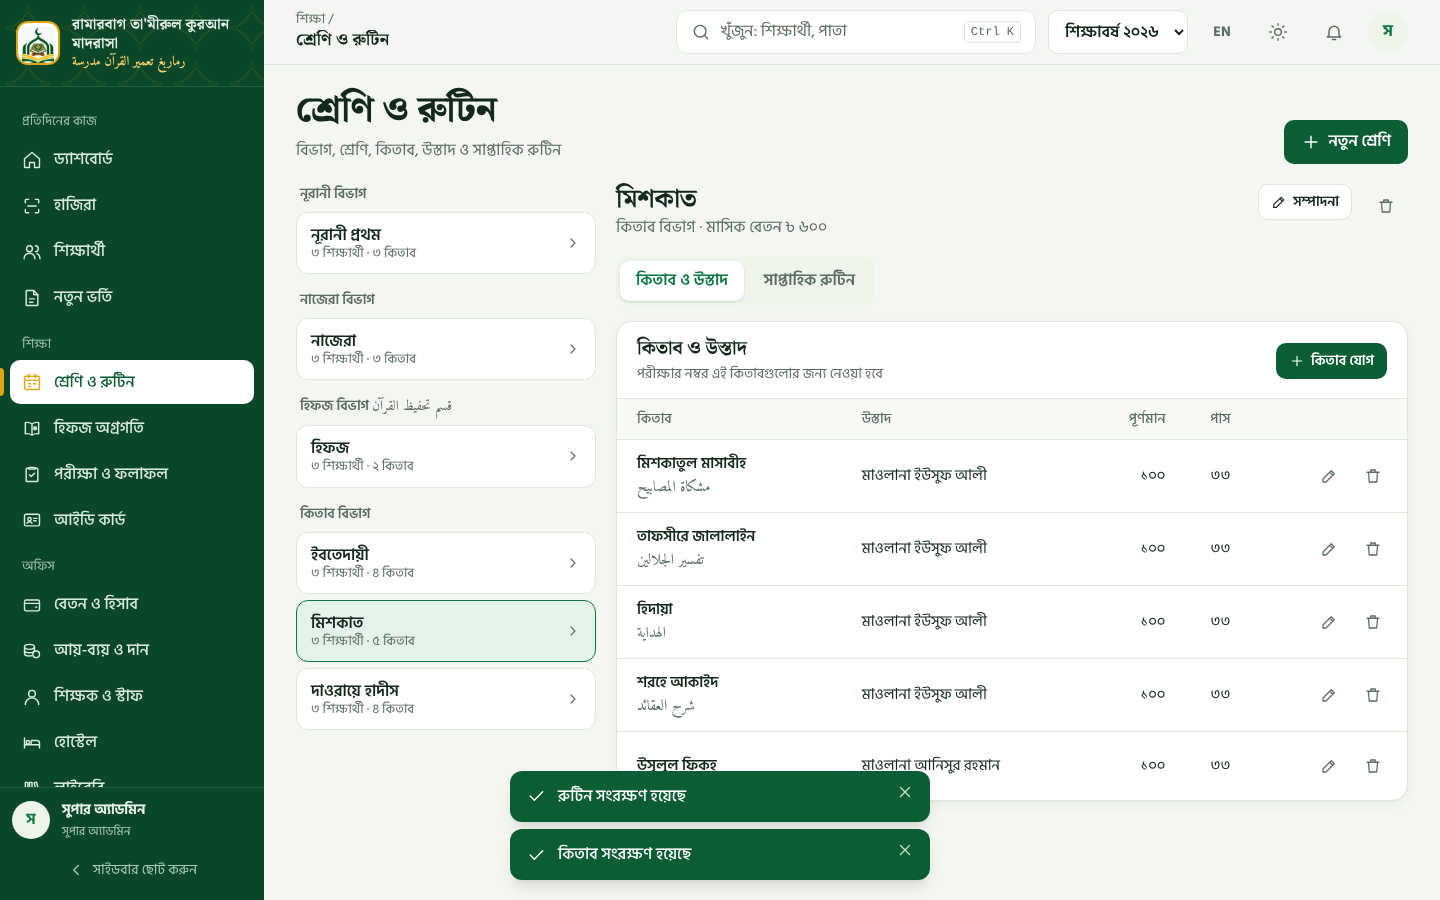 রামারবাগ তা'মীরুল কুরআন
মাদরাসা
رماربغ تعمیر القرآن مدرسة
প্রতিদিনের কাজ
ড্যাশবোর্ড
হাজিরা
শিক্ষার্থী
নতুন ভর্তি
শিক্ষা
শ্রেণি ও রুটিন
হিফজ অগ্রগতি
পরীক্ষা ও ফলাফল
আইডি কার্ড
অফিস
বেতন ও হিসাব
আয়-ব্যয় ও দান
শিক্ষক ও স্টাফ
হোস্টেল
সুপার অ্যাডমিন
সুপার অ্যাডমিন
স
সাইডবার ছোট করুন
শিক্ষা /
শ্রেণি ও রুটিন
খুঁজুন: শিক্ষার্থী, পাতা
Ctrl K
শিক্ষাবর্ষ ২০২৬
EN
স
শ্রেণি ও রুটিন
বিভাগ, শ্রেণি, কিতাব, উস্তাদ ও সাপ্তাহিক রুটিন
নতুন শ্রেণি
নূরানী বিভাগ
নূরানী প্রথম
৩ শিক্ষার্থী · ৩ কিতাব
নাজেরা বিভাগ
নাজেরা
৩ শিক্ষার্থী · ৩ কিতাব
হিফজ বিভাগ قسم تحفيظ القرآن
হিফজ
৩ শিক্ষার্থী · ২ কিতাব
কিতাব বিভাগ
ইবতেদায়ী
৩ শিক্ষার্থী · ৪ কিতাব
মিশকাত
৩ শিক্ষার্থী · ৫ কিতাব
দাওরায়ে হাদীস
৩ শিক্ষার্থী · ৪ কিতাব
মিশকাত
কিতাব বিভাগ · মাসিক বেতন ৳ ৬০০
সম্পাদনা
কিতাব ও উস্তাদ
সাপ্তাহিক রুটিন
কিতাব ও উস্তাদ
পরীক্ষার নম্বর এই কিতাবগুলোর জন্য নেওয়া হবে
কিতাব যোগ
কিতাব উস্তাদ পূর্ণমান পাস
মিশকাতুল মাসাবীহ
مشكاة المصابيح
মাওলানা ইউসুফ আলী ১০০ ৩৩
তাফসীরে জালালাইন
تفسير الجلالين
মাওলানা ইউসুফ আলী ১০০ ৩৩
হিদায়া
الهداية
মাওলানা ইউসুফ আলী ১০০ ৩৩
শরহে আকাইদ
شرح العقائد
মাওলানা ইউসুফ আলী ১০০ ৩৩
উসূলুল ফিকহ মাওলানা আনিসুর রহমান ১০০ ৩৩
রুটিন সংরক্ষণ হয়েছে
কিতাব সংরক্ষণ হয়েছে